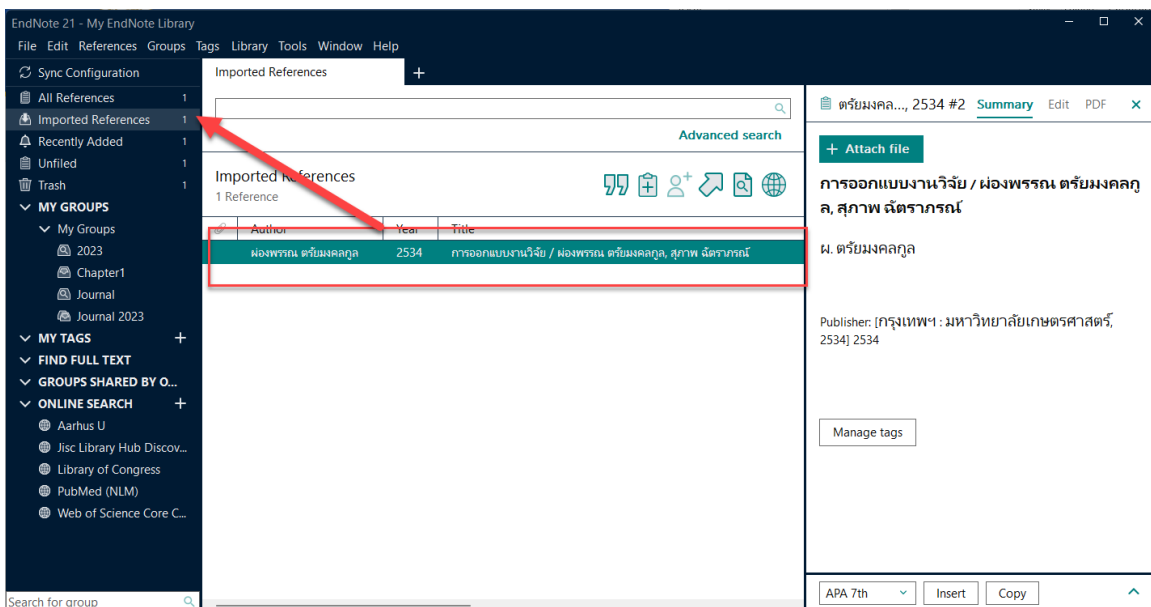 EndNote 21 - My EndNote Library
File Edit References Groups Tags Library Tools Window Help
Sync Configuration
All References 1
Imported References 1
Recently Added 1
Unfiled 1
Trash 1
MY GROUPS
My Groups
2023
Chapter1
Journal
Journal 2023
MY TAGS +
FIND FULL TEXT
GROUPS SHARED BY O...
ONLINE SEARCH +
Aarhus U
Jisc Library Hub Discov...
Library of Congress
PubMed (NLM)
Web of Science Core C...
Search for group
Imported References +
Advanced search
Imported References
1 Reference
Author Year Title
ผ่องพรรณ ตรัยมงคลกูล 2534 การออกแบบงานวิจัย / ผ่องพรรณ ตรัยมงคลกูล, สุภาพ ฉัตราภรณ์
ตรัยมงคล..., 2534 #2 Summary Edit PDF
+ Attach file
การออกแบบงานวิจัย / ผ่องพรรณ ตรัยมงคลกู
ล, สุภาพ ฉัตราภรณ์
ผ. ตรัยมงคลกูล
Publisher: [กรุงเทพฯ : มหาวิทยาลัยเกษตรศาสตร์,
2534] 2534
Manage tags
APA 7th Insert Copy